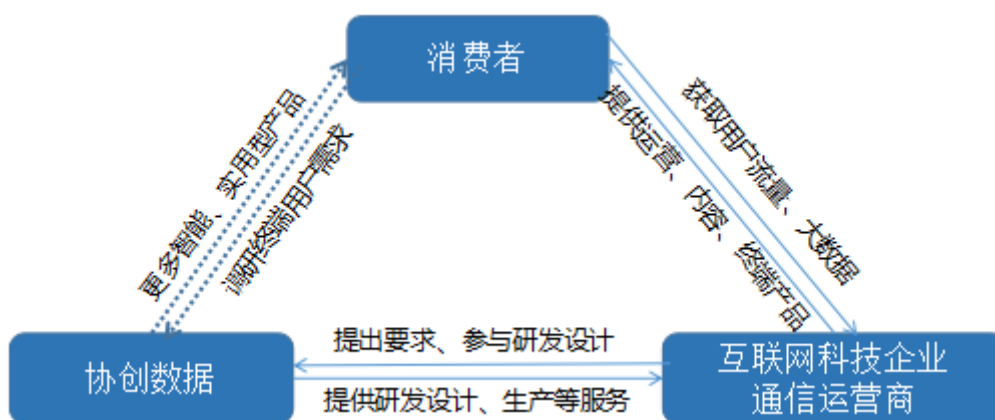 消费者
更多智能、实用型产品
调研终端用户需求
提供运营、内容、终端产品
获取用户流量、大数据
协创数据
提出要求、参与研发设计
提供研发设计、生产等服务
互联网科技企业
通信运营商